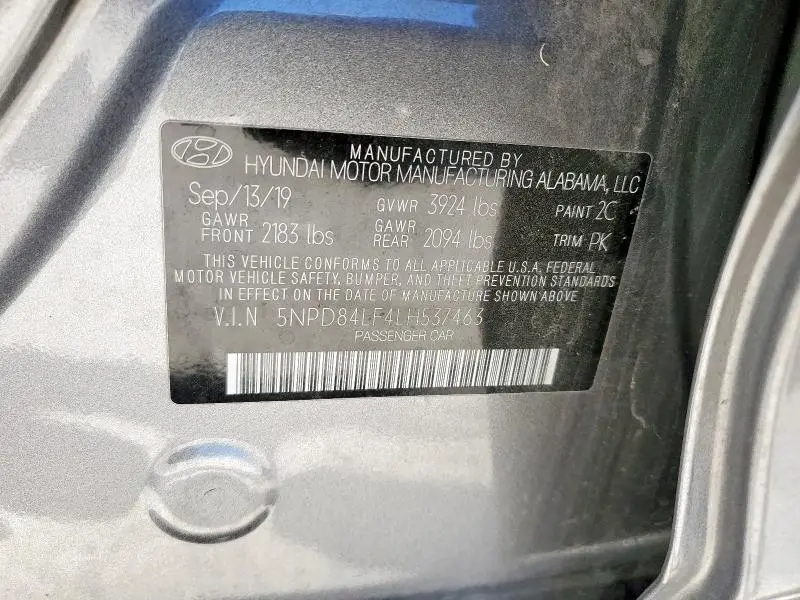 MANUFACTURED BY
HYUNDAI MOTOR MANUFACTURING ALABAMA, LLC
Sep/13/19 GVWR 3924 lbs PAINT 2C
GAWR FRONT 2183 lbs GAWR REAR 2094 lbs TRIM PK
THIS VEHICLE CONFORMS TO ALL APPLICABLE U.S.A. FEDERAL
MOTOR VEHICLE SAFETY, BUMPER, AND THEFT PREVENTION STANDARDS
IN EFFECT ON THE DATE OF MANUFACTURE SHOWN ABOVE
V.I.N 5NPD84LF4LH537463
PASSENGER CAR